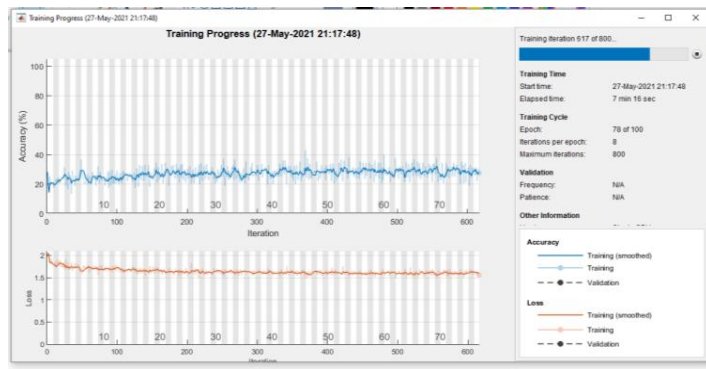 Training Progress (27-May-2021 21:17:48)
Training Progress (27-May-2021 21:17:48)
Accuracy (%)
100
80
60
40
20
0
10 20 30 40 50 60 70
0 100 200 300 400 500 600
Iteration
Loss
2
1.5
1
0.5
0
10 20 30 40 50 60 70
0 100 200 300 400 500 600
Iteration
Training iteration 617 of 800...
Training Time
Start time: 27-May-2021 21:17:48
Elapsed time: 7 min 16 sec
Training Cycle
Epoch: 78 of 100
Iterations per epoch: 8
Maximum iterations: 800
Validation
Frequency: N/A
Patience: N/A
Other Information
Accuracy
Training (smoothed)
Training
Validation
Loss
Training (smoothed)
Training
Validation